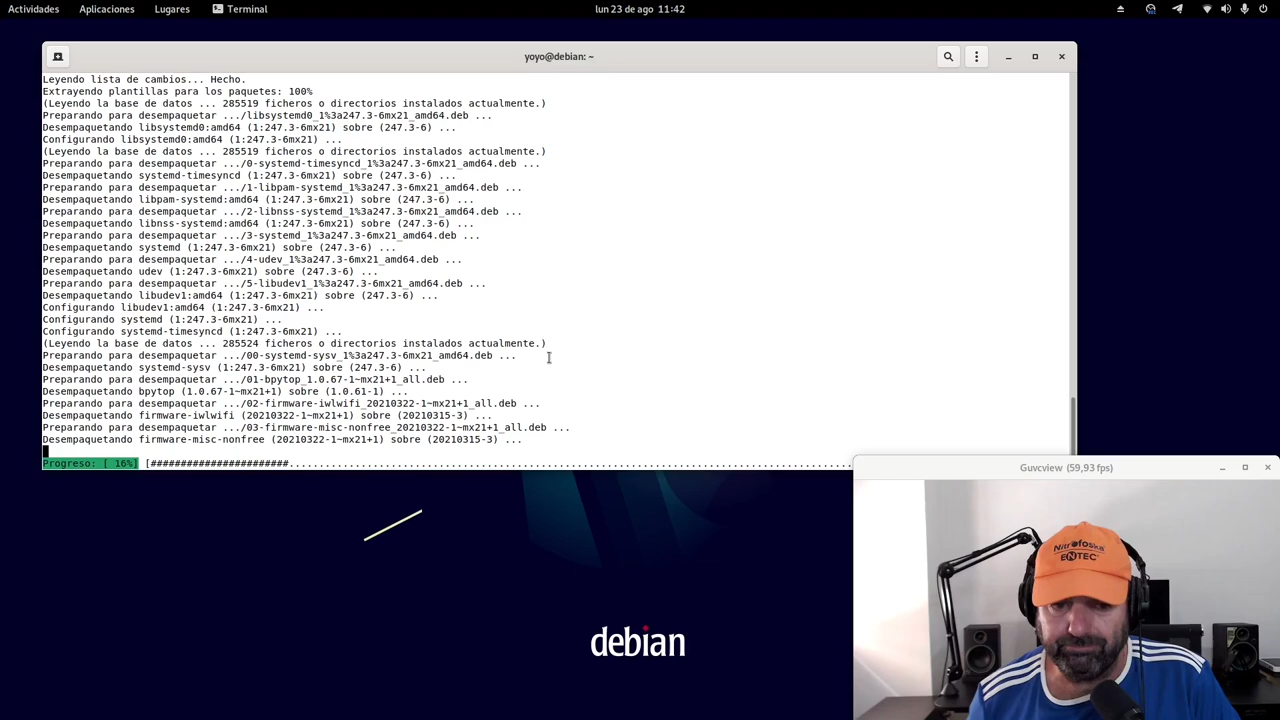 Actividades Aplicaciones Lugares Terminal lun 23 de ago 11:42
yoyo@debian: ~
Leyendo lista de cambios... Hecho.
Extrayendo plantillas para los paquetes: 100%
(Leyendo la base de datos ... 285519 ficheros o directorios instalados actualmente.)
Preparando para desempaquetar .../libsystemd0_1%3a247.3-6mx21_amd64.deb ...
Desempaquetando libsystemd0:amd64 (1:247.3-6mx21) sobre (247.3-6) ...
Configurando libsystemd0:amd64 (1:247.3-6mx21) ...
(Leyendo la base de datos ... 285519 ficheros o directorios instalados actualmente.)
Preparando para desempaquetar .../0-systemd-timesyncd_1%3a247.3-6mx21_amd64.deb ...
Desempaquetando systemd-timesyncd (1:247.3-6mx21) sobre (247.3-6) ...
Preparando para desempaquetar .../1-libpam-systemd_1%3a247.3-6mx21_amd64.deb ...
Desempaquetando libpam-systemd:amd64 (1:247.3-6mx21) sobre (247.3-6) ...
Preparando para desempaquetar .../2-libnss-systemd_1%3a247.3-6mx21_amd64.deb ...
Desempaquetando libnss-systemd:amd64 (1:247.3-6mx21) sobre (247.3-6) ...
Preparando para desempaquetar .../3-systemd_1%3a247.3-6mx21_amd64.deb ...
Desempaquetando systemd (1:247.3-6mx21) sobre (247.3-6) ...
Preparando para desempaquetar .../4-udev_1%3a247.3-6mx21_amd64.deb ...
Desempaquetando udev (1:247.3-6mx21) sobre (247.3-6) ...
Preparando para desempaquetar .../5-libudev1_1%3a247.3-6mx21_amd64.deb ...
Desempaquetando libudev1:amd64 (1:247.3-6mx21) sobre (247.3-6) ...
Configurando libudev1:amd64 (1:247.3-6mx21) ...
Configurando systemd (1:247.3-6mx21) ...
Configurando systemd-timesyncd (1:247.3-6mx21) ...
(Leyendo la base de datos ... 285524 ficheros o directorios instalados actualmente.)
Preparando para desempaquetar .../00-systemd-sysv_1%3a247.3-6mx21_amd64.deb ...
Desempaquetando systemd-sysv (1:247.3-6mx21) sobre (247.3-6) ...
Preparando para desempaquetar .../01-bpytop_1.0.67-1~mx21+1_all.deb ...
Desempaquetando bpytop (1.0.67-1~mx21+1) sobre (1.0.61-1) ...
Preparando para desempaquetar .../02-firmware-iwlwifi_20210322-1~mx21+1_all.deb ...
Desempaquetando firmware-iwlwifi (20210322-1~mx21+1) sobre (20210315-3) ...
Preparando para desempaquetar .../03-firmware-misc-nonfree_20210322-1~mx21+1_all.deb ...
Desempaquetando firmware-misc-nonfree (20210322-1~mx21+1) sobre (20210315-3) ...
Progreso: [ 16%] [#######################..............................................................................................
Guvcview (59,93 fps)
Nitrofoska
ENTEC
debian